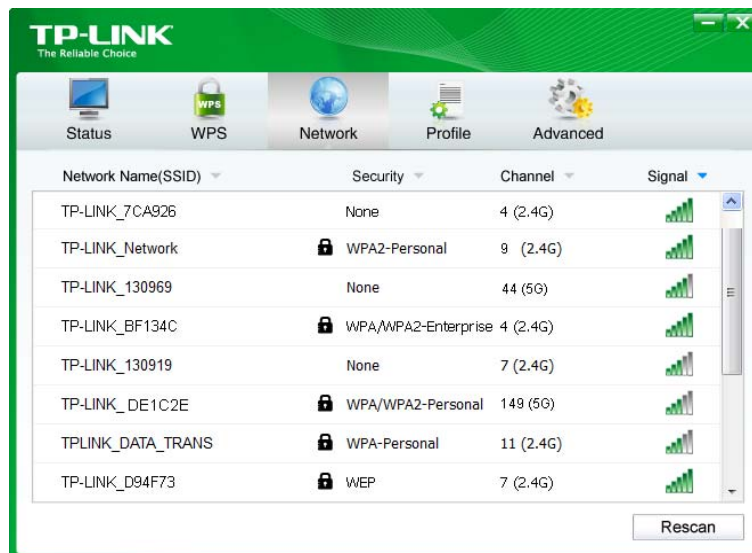 TP-LINK
The Reliable Choice
WPS
Status WPS Network Profile Advanced
Network Name(SSID) Security Channel Signal
TP-LINK_7CA926 None 4 (2.4G)
TP-LINK_Network WPA2-Personal 9 (2.4G)
TP-LINK_130969 None 44 (5G)
TP-LINK_BF134C WPA/WPA2-Enterprise 4 (2.4G)
TP-LINK_130919 None 7 (2.4G)
TP-LINK_ DE1C2E WPA/WPA2-Personal 149 (5G)
TPLINK_DATA_TRANS WPA-Personal 11 (2.4G)
TP-LINK_D94F73 WEP 7 (2.4G)
Rescan